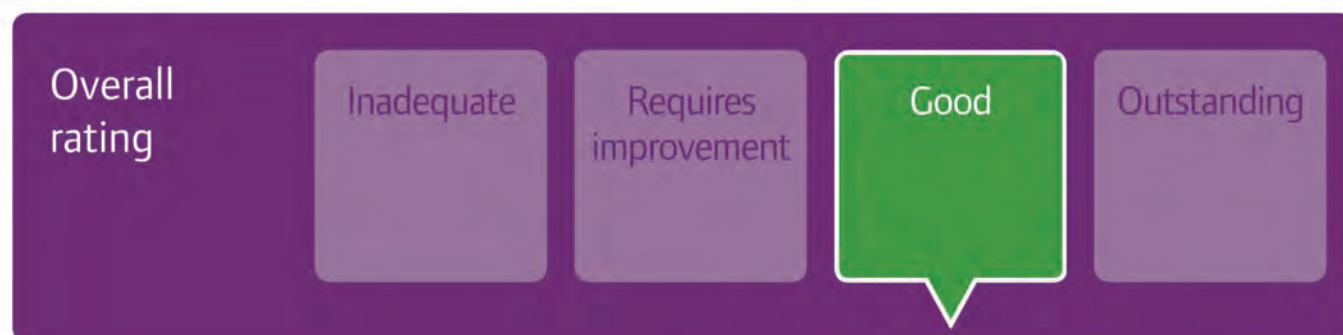 Overall
rating
Inadequate
Requires
improvement
Good
Outstanding